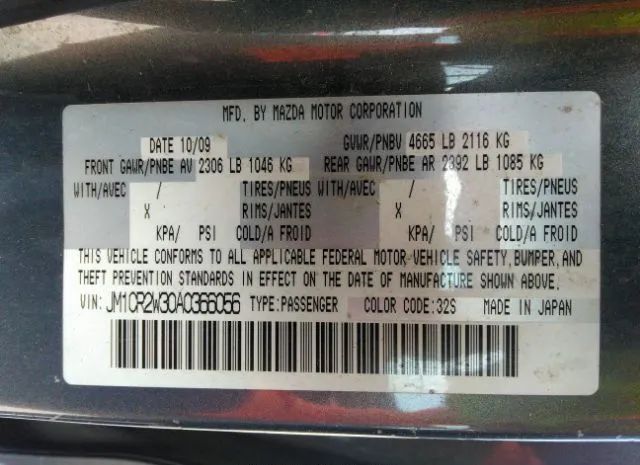 MFD. BY MAZDA MOTOR CORPORATION
DATE 10/09 GVWR/PNBV 4665 LB 2116 KG
FRONT GAWR/PNBE AV 2306 LB 1046 KG REAR GAWR/PNBE AR 2392 LB 1085 KG
WITH/AVEC / TIRES/PNEUS WITH/AVEC / TIRES/PNEUS
X RIMS/JANTES X RIMS/JANTES
KPA/ PSI COLD/A FROID KPA/ PSI COLD/A FROID
THIS VEHICLE CONFORMS TO ALL APPLICABLE FEDERAL MOTOR VEHICLE SAFETY, BUMPER, AND
THEFT PREVENTION STANDARDS IN EFFECT ON THE DATE OF MANUFACTURE SHOWN ABOVE.
VIN: JM1CR2W30A0366056 TYPE:PASSENGER COLOR CODE:32S MADE IN JAPAN